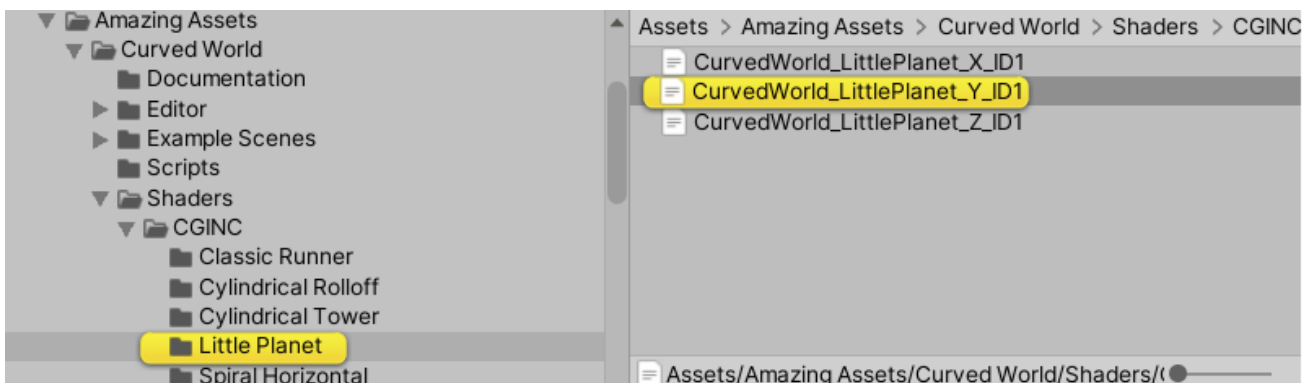 Amazing Assets
Curved World
Documentation
Editor
Example Scenes
Scripts
Shaders
CGINC
Classic Runner
Cylindrical Rolloff
Cylindrical Tower
Little Planet
Spiral Horizontal
Assets > Amazing Assets > Curved World > Shaders > CGINC
CurvedWorld_LittlePlanet_X_ID1
CurvedWorld_LittlePlanet_Y_ID1
CurvedWorld_LittlePlanet_Z_ID1
Assets/Amazing Assets/Curved World/Shaders/(